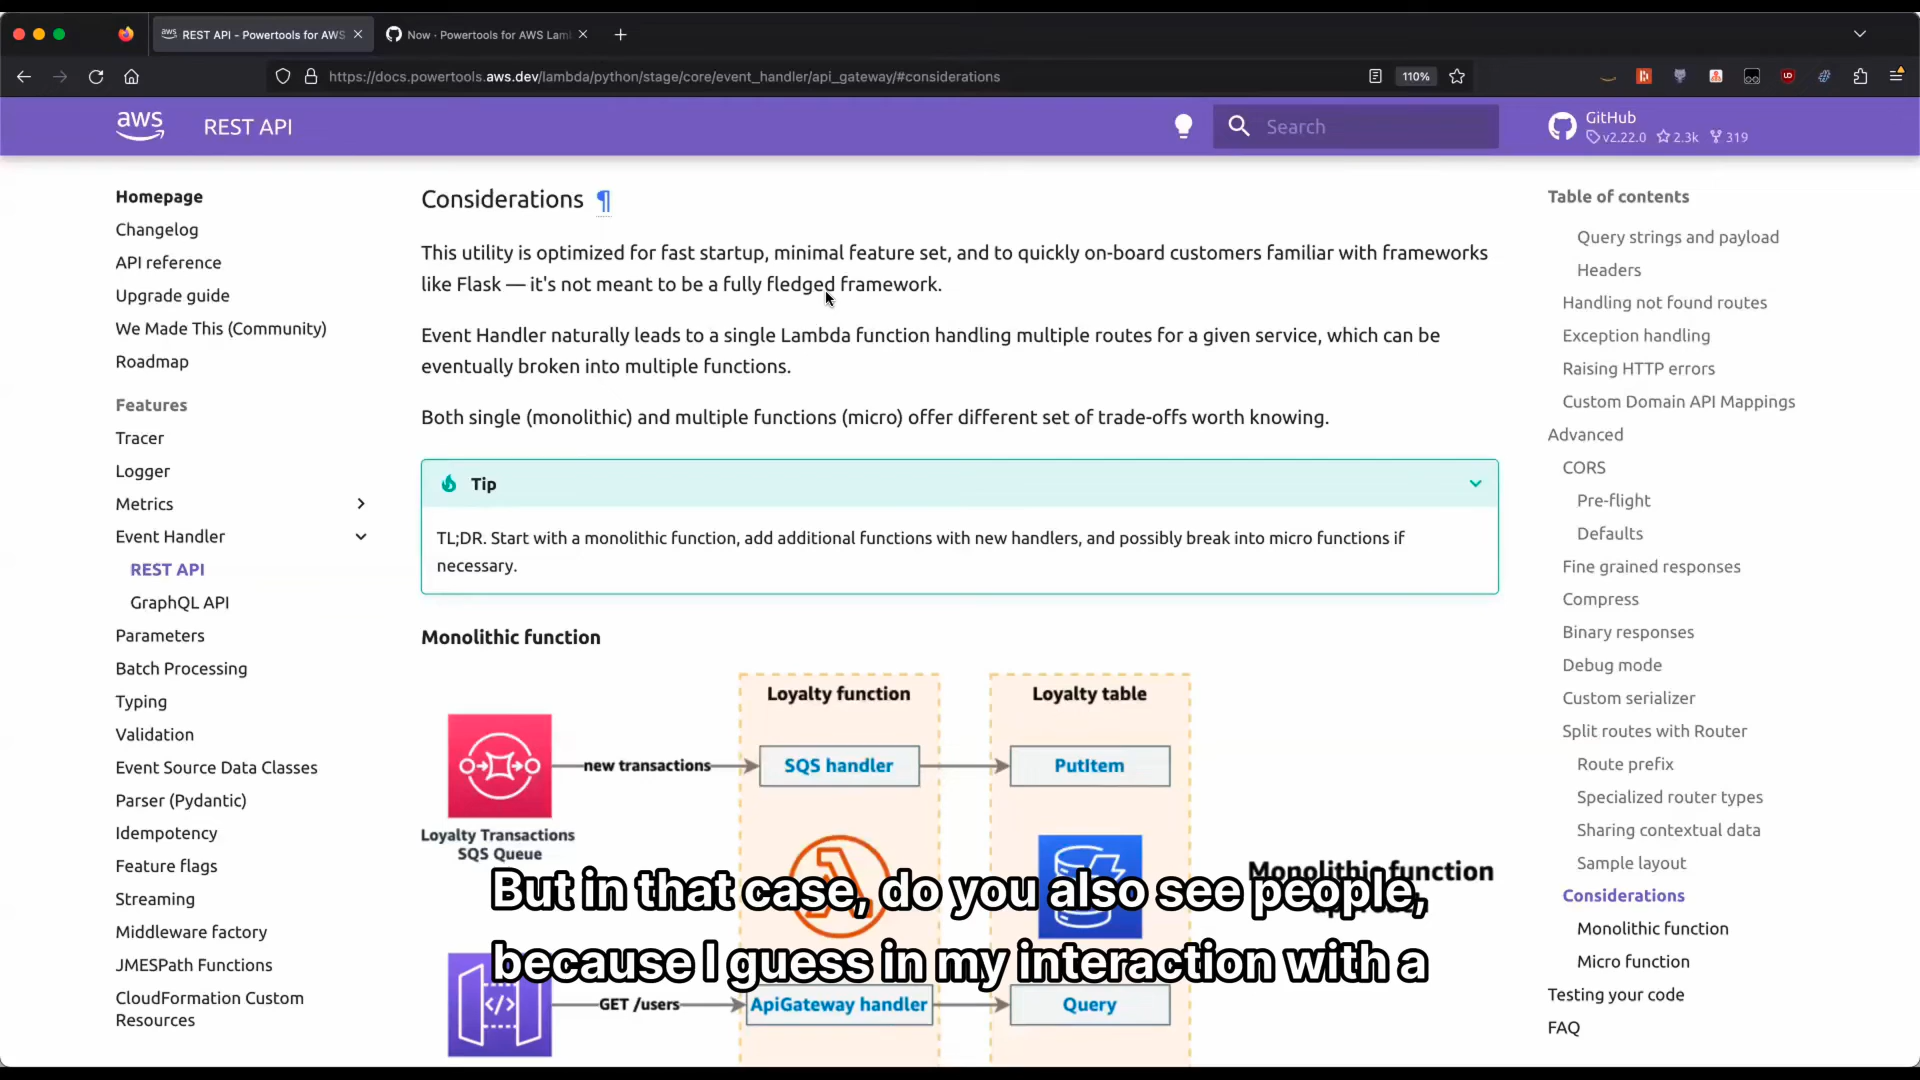 REST API - Powertools for AWS
Now · Powertools for AWS Lam
https://docs.powertools.aws.dev/lambda/python/stage/core/event_handler/api_gateway/#considerations
110%
aws
REST API
Search
GitHub
v2.22.0 2.3k 319
Homepage
Changelog
API reference
Upgrade guide
We Made This (Community)
Roadmap
Features
Tracer
Logger
Metrics
Event Handler
REST API
GraphQL API
Parameters
Batch Processing
Typing
Validation
Event Source Data Classes
Parser (Pydantic)
Idempotency
Feature flags
Streaming
Middleware factory
JMESPath Functions
CloudFormation Custom
Resources
Considerations ¶
This utility is optimized for fast startup, minimal feature set, and to quickly on-board customers familiar with frameworks
like Flask — it's not meant to be a fully fledged framework.
Event Handler naturally leads to a single Lambda function handling multiple routes for a given service, which can be
eventually broken into multiple functions.
Both single (monolithic) and multiple functions (micro) offer different set of trade-offs worth knowing.
Tip
TL;DR. Start with a monolithic function, add additional functions with new handlers, and possibly break into micro functions if
necessary.
Monolithic function
Loyalty function
Loyalty table
new transactions
SQS handler
PutItem
Loyalty Transactions
SQS Queue
Monolithic function
GET /users
ApiGateway handler
Query
But in that case, do you also see people,
because I guess in my interaction with a
Table of contents
Query strings and payload
Headers
Handling not found routes
Exception handling
Raising HTTP errors
Custom Domain API Mappings
Advanced
CORS
Pre-flight
Defaults
Fine grained responses
Compress
Binary responses
Debug mode
Custom serializer
Split routes with Router
Route prefix
Specialized router types
Sharing contextual data
Sample layout
Considerations
Monolithic function
Micro function
Testing your code
FAQ